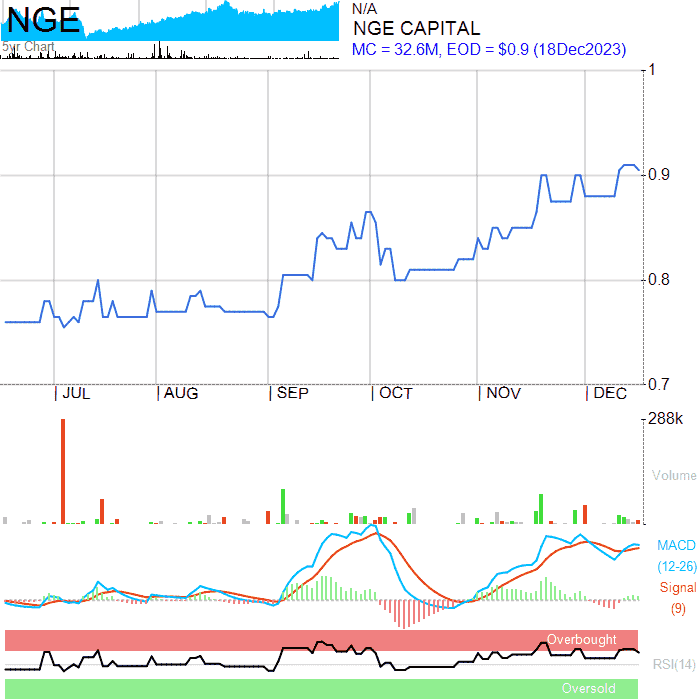 NGE
5yr Chart
N/A
NGE CAPITAL
MC = 32.6M, EOD = $0.9 (18Dec2023)
1
0.9
0.8
0.7
JUL AUG SEP OCT NOV DEC
288k
Volume
MACD
(12-26)
Signal
(9)
Overbought
RSI(14)
Oversold